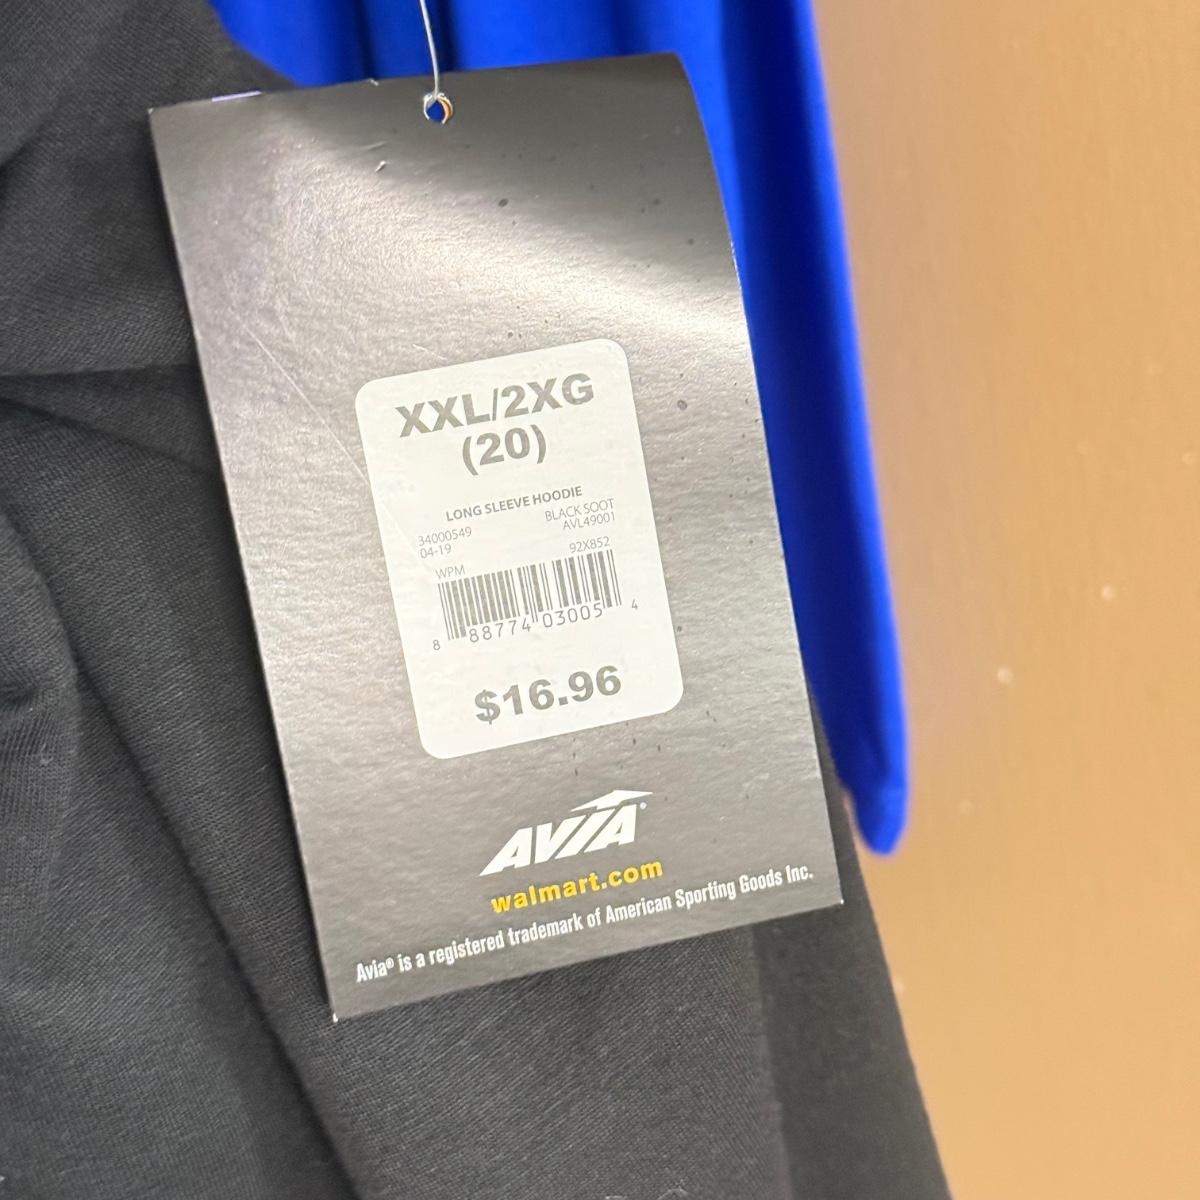 XXL/2XG
(20)
LONG SLEEVE HOODIE
34000549 BLACK SOOT
04-19 AVL49001
WPM 92X852
8 88774 03005 4
$16.96
AVIA
walmart.com
Avia® is a registered trademark of American Sporting Goods Inc.